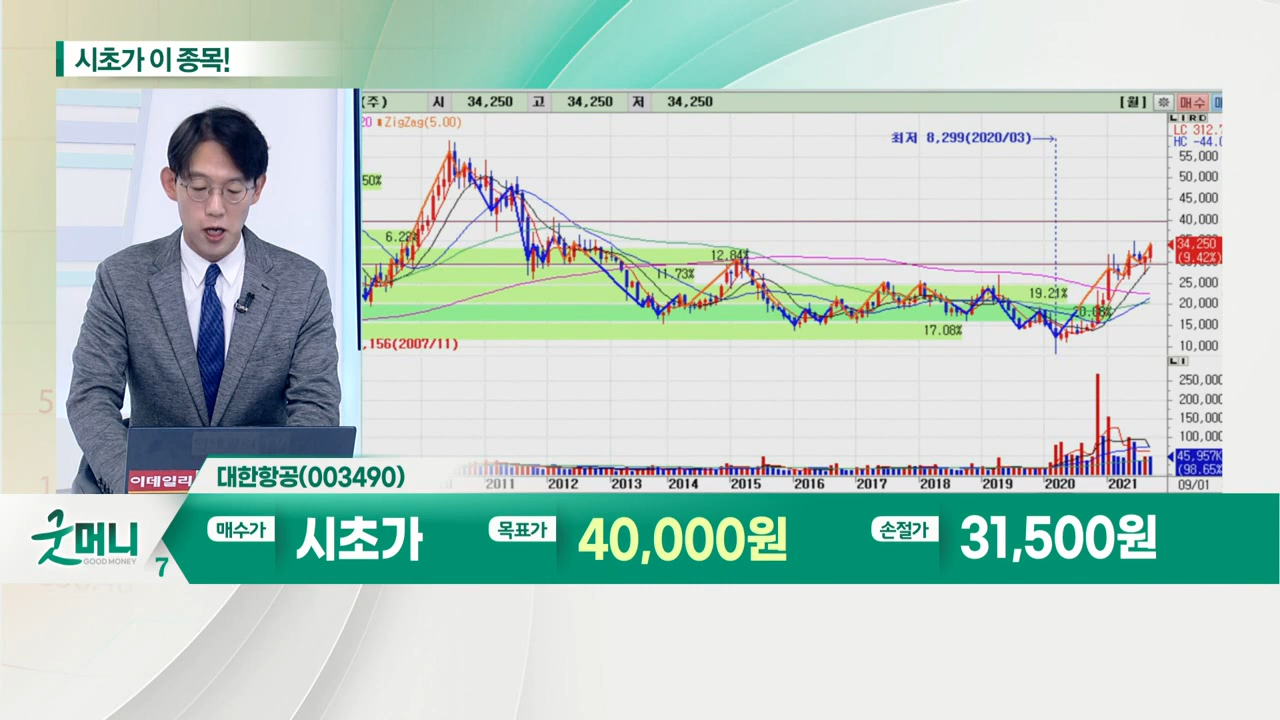 시초가 이 종목!
(주) 시 34,250 고 34,250 저 34,250 [월] 매수
20 ZigZag(5.00)
L I R D
LC 312.7
HC -44.0
최저 8,299(2020/03)
55,000
50,000
45,000
40,000
34,250
(9.42%)
25,000
20,000
15,000
10,000
50%
6.22%
11.73%
12.84%
19.21%
20.08%
17.08%
,156(2007/11)
L I
250,000
200,000
150,000
100,000
45,957K
(98.65%
2011 2012 2013 2014 2015 2016 2017 2018 2019 2020 2021 09/01
이데일리
대한항공(003490)
굿머니
GOOD MONEY
7
매수가 시초가 목표가 40,000원 손절가 31,500원